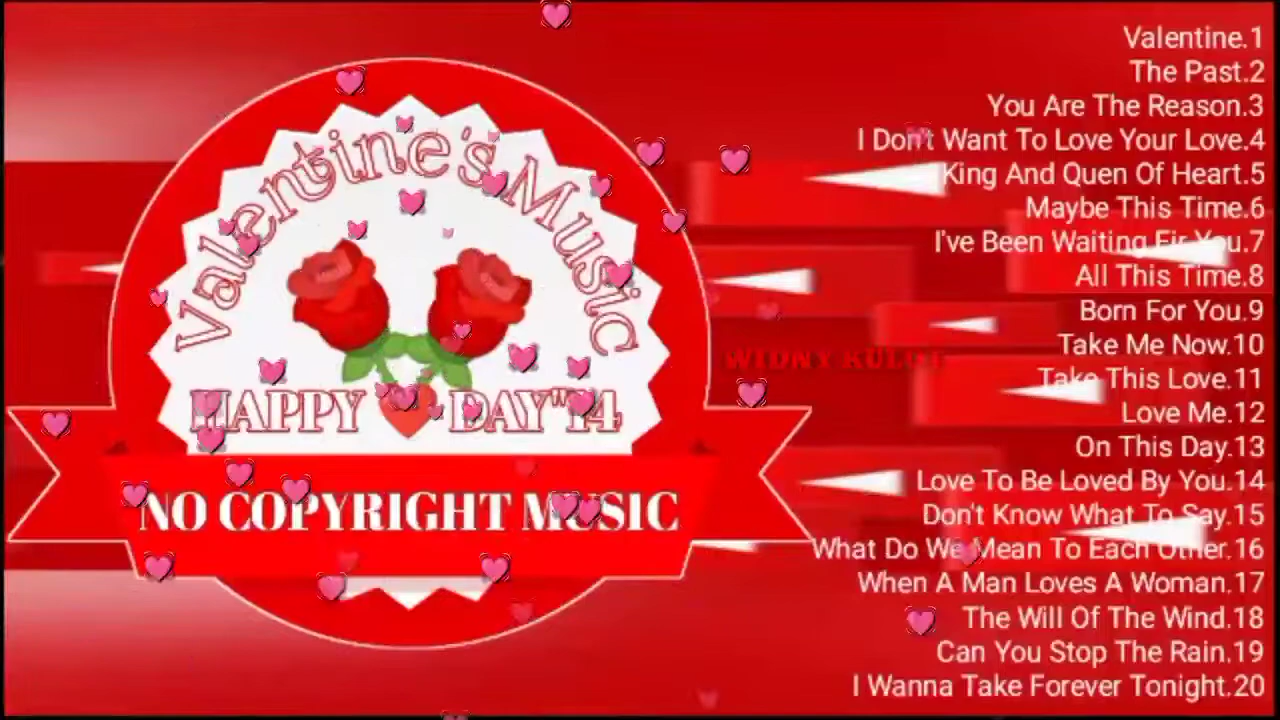 Valentine's Music
HAPPY DAY"14
NO COPYRIGHT MUSIC
WIDNY
Valentine.1
The Past.2
You Are The Reason.3
I Don't Want To Love Your Love.4
King And Quen Of Heart.5
Maybe This Time.6
I've Been Waiting Fir You.7
All This Time.8
Born For You.9
Take Me Now.10
Take This Love.11
Love Me.12
On This Day.13
Love To Be Loved By You.14
Don't Know What To Say.15
What Do We Mean To Each Other.16
When A Man Loves A Woman.17
The Will Of The Wind.18
Can You Stop The Rain.19
I Wanna Take Forever Tonight.20